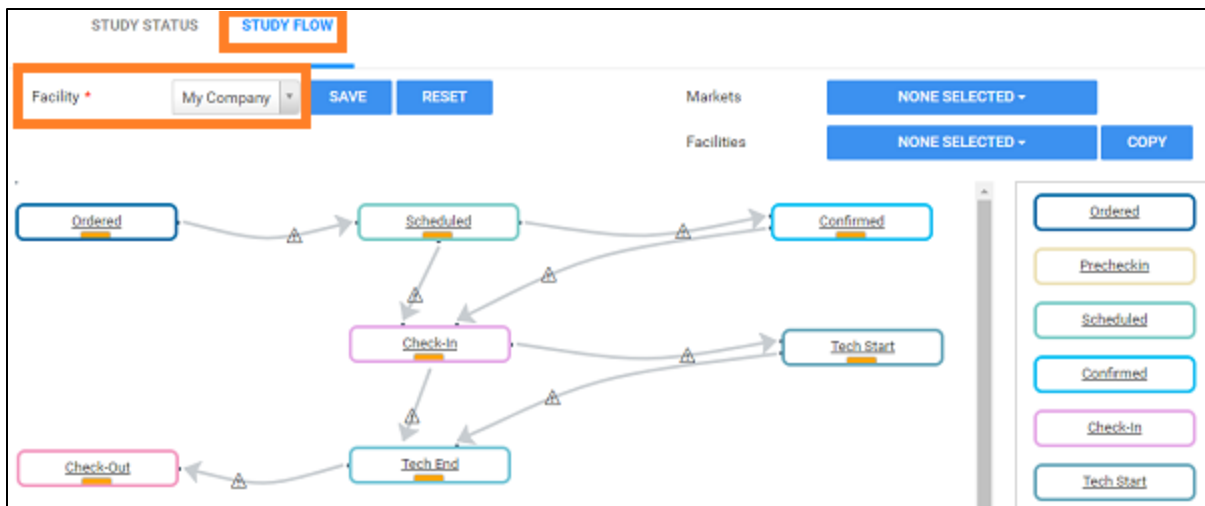 STUDY STATUS STUDY FLOW
Facility * My Company SAVE RESET Markets NONE SELECTED
Facilities NONE SELECTED COPY
Ordered Scheduled Confirmed
Check-In Tech Start
Check-Out Tech End
Ordered
Precheckin
Scheduled
Confirmed
Check-In
Tech Start